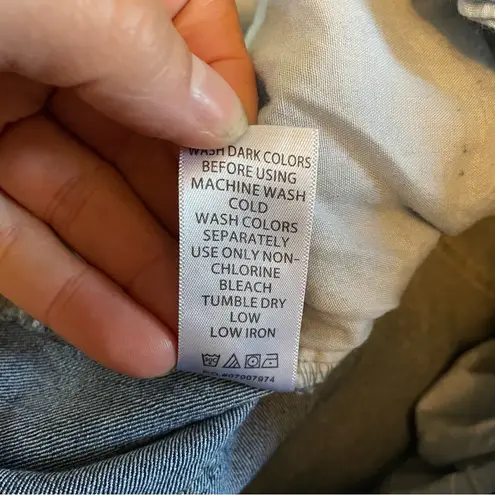 WASH DARK COLORS
BEFORE USING
MACHINE WASH
COLD
WASH COLORS
SEPARATELY
USE ONLY NON-
CHLORINE
BLEACH
TUMBLE DRY
LOW
LOW IRON